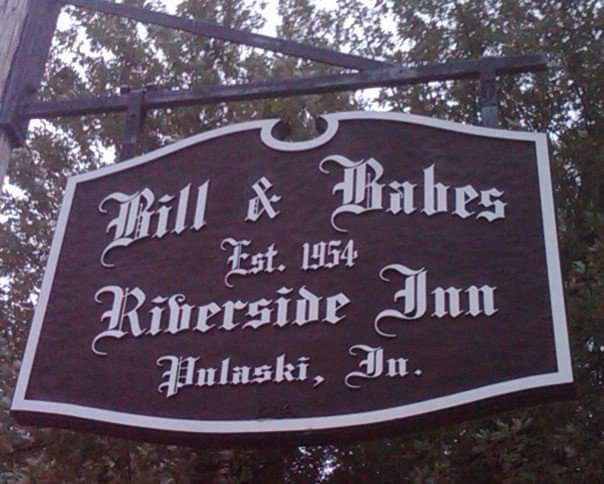 Bill & Babes
Est. 1954
Riverside Inn
Pulaski, In.